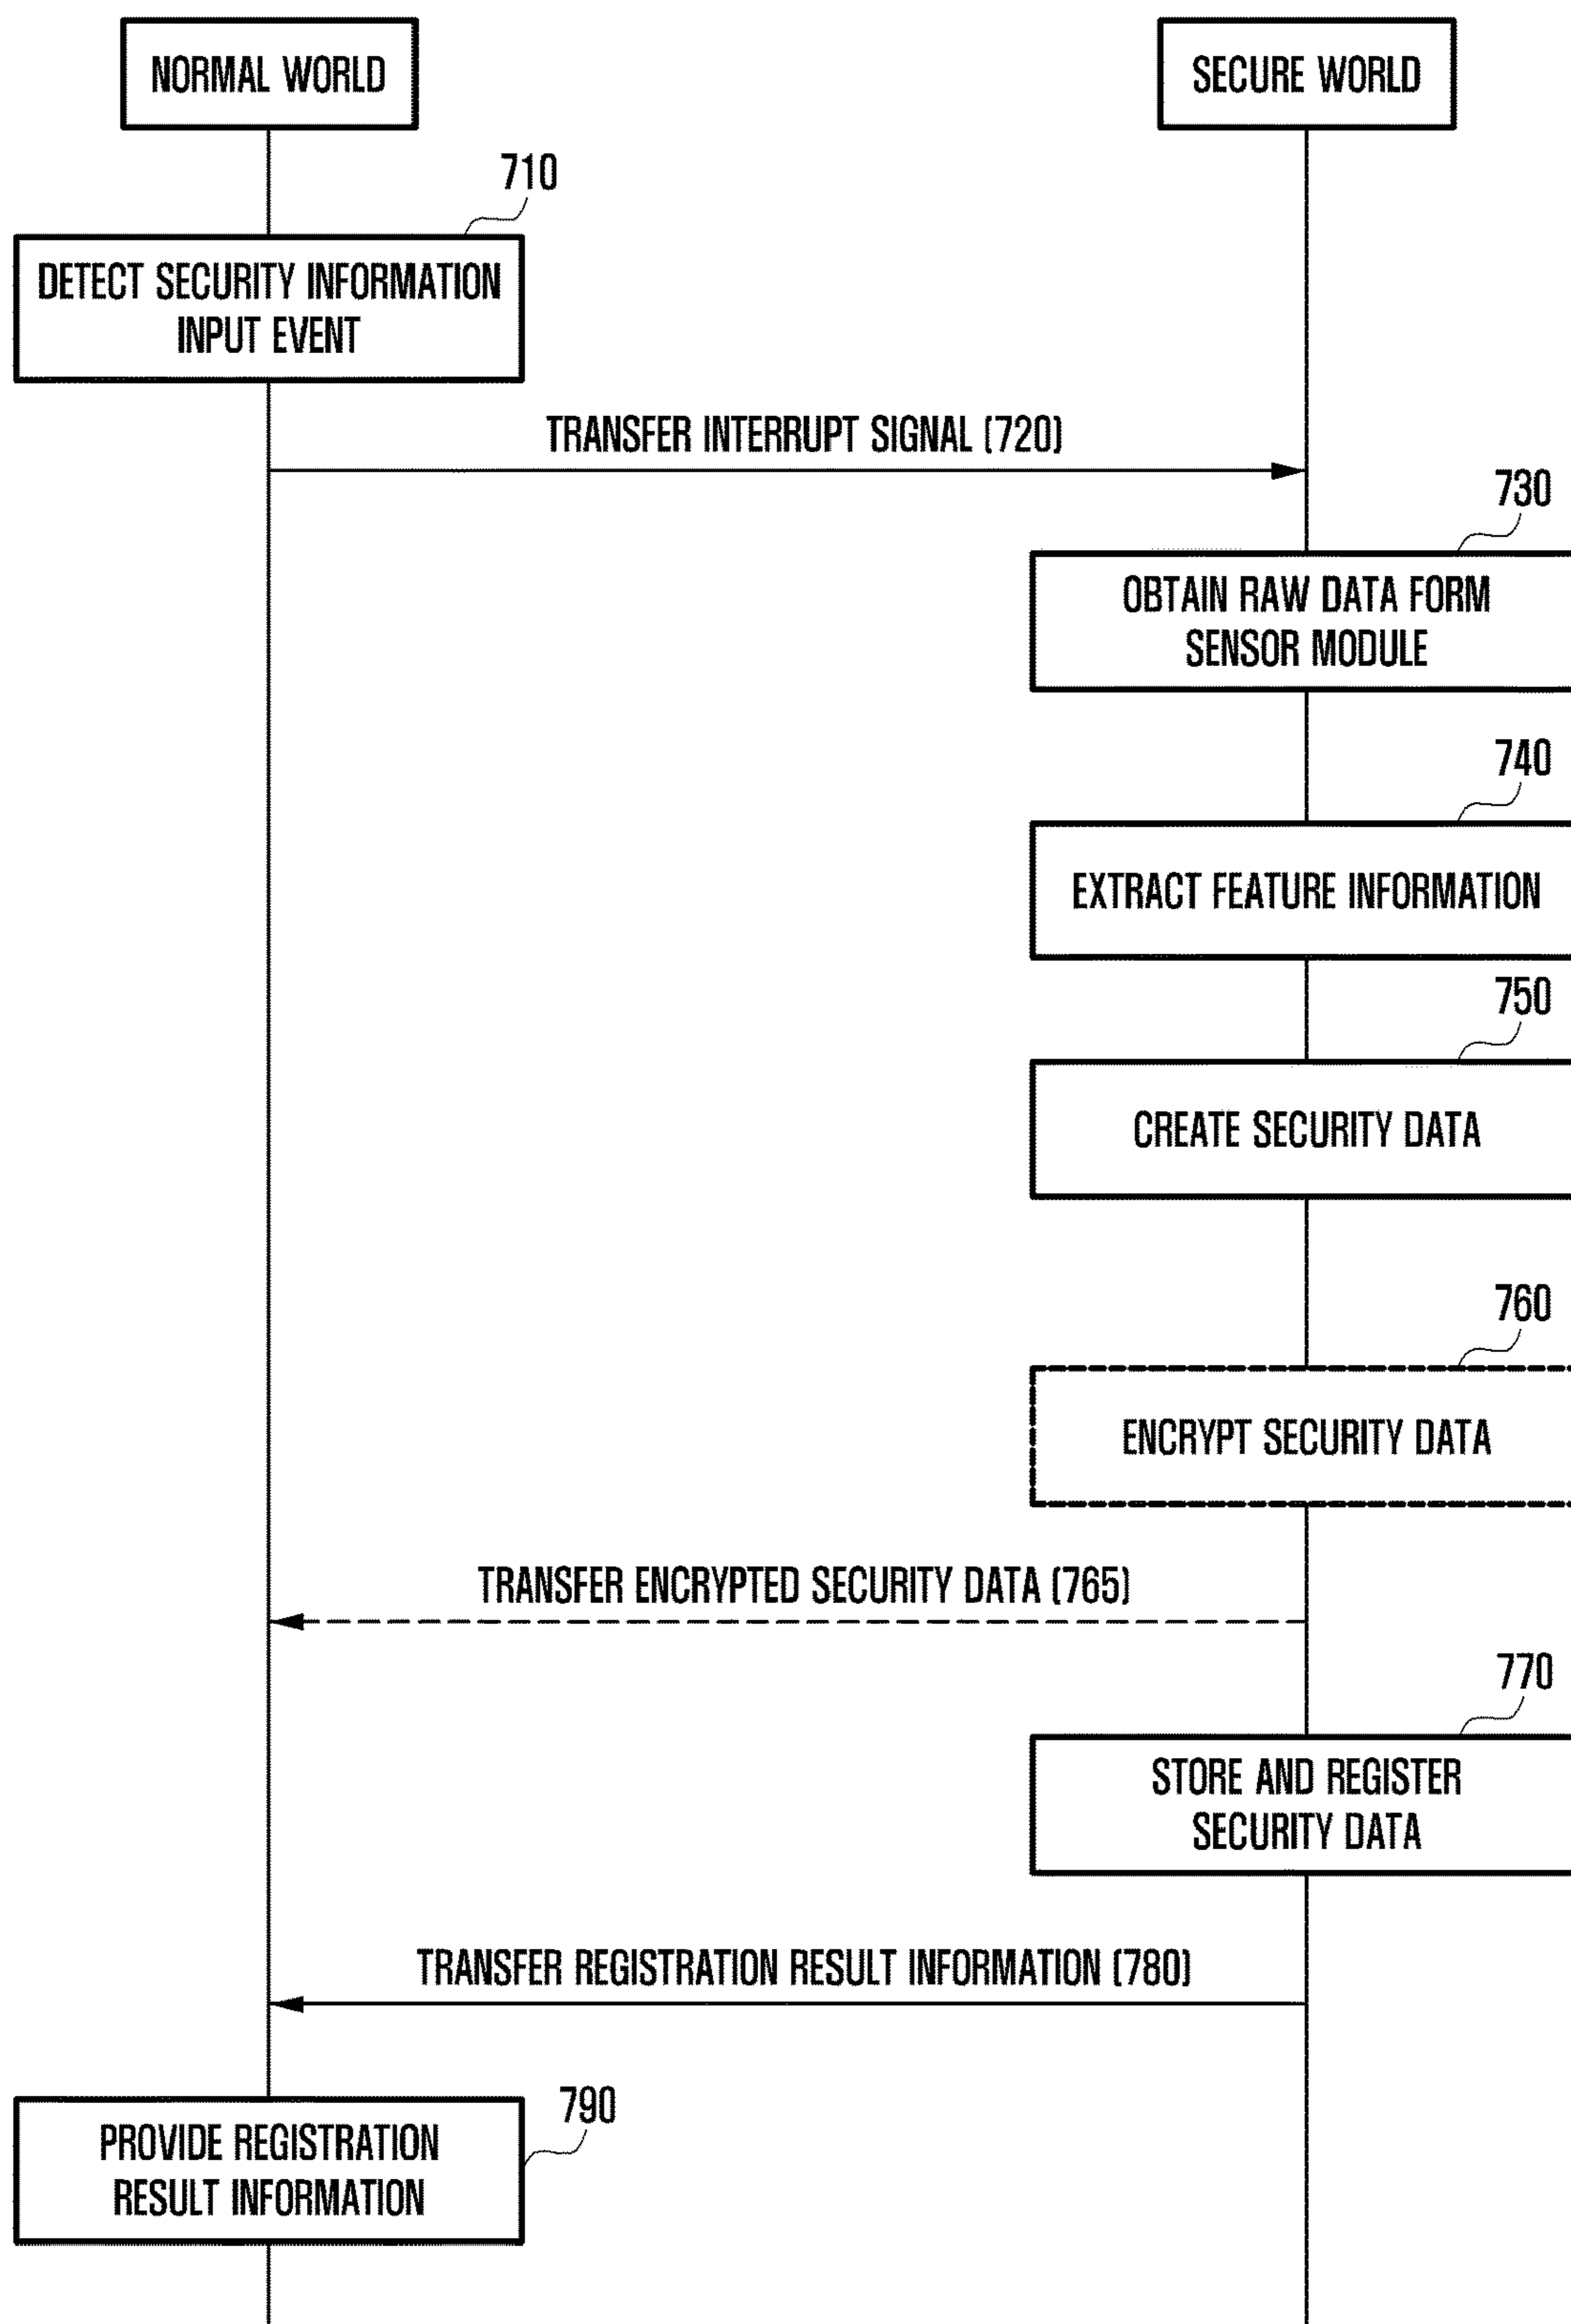 NORMAL WORLD
SECURE WORLD
710
DETECT SECURITY INFORMATION
INPUT EVENT
TRANSFER INTERRUPT SIGNAL (720)
730
OBTAIN RAW DATA FORM
SENSOR MODULE
740
EXTRACT FEATURE INFORMATION
750
CREATE SECURITY DATA
760
ENCRYPT SECURITY DATA
TRANSFER ENCRYPTED SECURITY DATA (765)
770
STORE AND REGISTER
SECURITY DATA
TRANSFER REGISTRATION RESULT INFORMATION (780)
790
PROVIDE REGISTRATION
RESULT INFORMATION